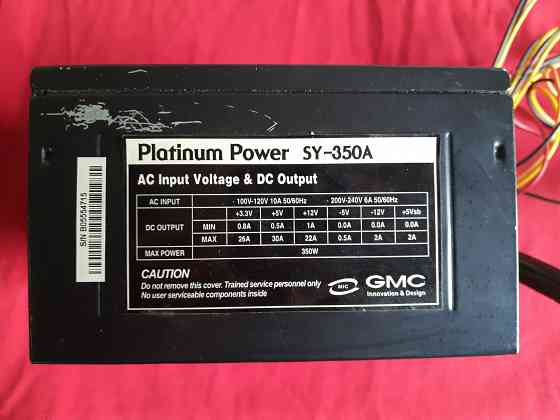 Platinum Power SY-350A
AC Input Voltage & DC Output
AC INPUT 100V-120V 10A 50/60Hz 200V-240V 6A 50/60Hz
DC OUTPUT +3.3V +5V +12V -5V -12V +5Vsb
MIN 0.8A 0.5A 1A 0.0A 0.0A 0.0A
MAX 26A 30A 22A 0.5A 2A 2A
MAX POWER 350W
CAUTION
Do not remove this cover. Trained service personnel only
No user serviceable components inside
MIC
GMC
Innovation & Design
S/N B05554715